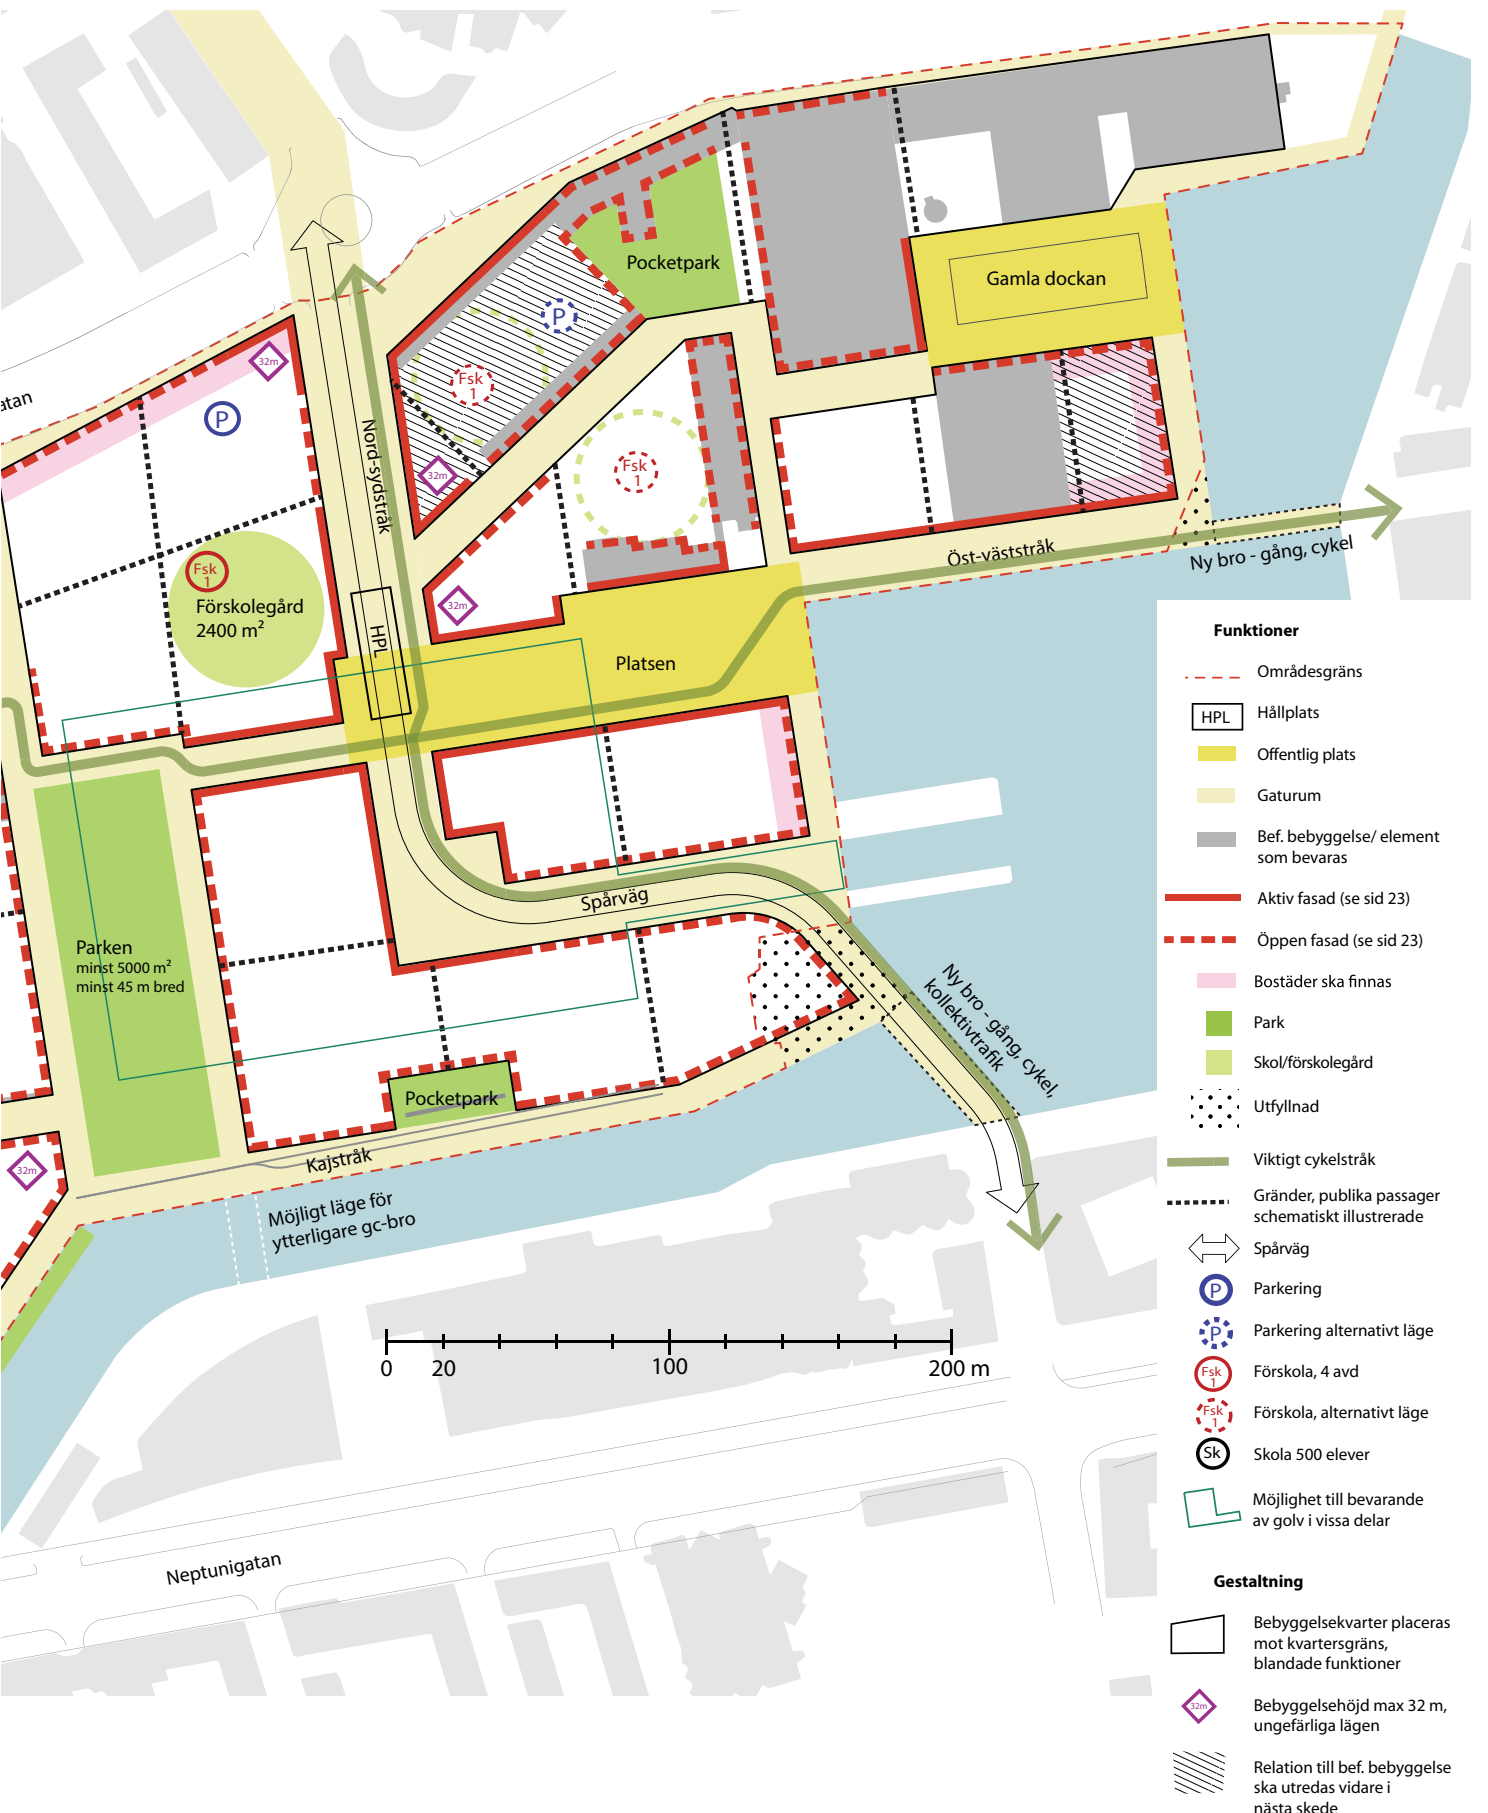 Pocketpark
Gamla dockan
P
32m
atan
Fsk
1
P
Nord-sydstråk
32m
Fsk
1
Öst-väststråk
Ny bro - gång, cykel
Fsk
1
Förskolegård
2400 m²
32m
HPL
Platsen
Spårväg
Parken
minst 5000 m²
minst 45 m bred
Ny bro - gång, cykel,
kollektivtrafik
Pocketpark
Kajstråk
32m
Möjligt läge för
ytterligare gc-bro
0 20 100 200 m
Neptunigatan
Funktioner
Områdesgräns
HPL Hållplats
Offentlig plats
Gaturum
Bef. bebyggelse/ element
som bevaras
Aktiv fasad (se sid 23)
Öppen fasad (se sid 23)
Bostäder ska finnas
Park
Skol/förskolegård
Utfyllnad
Viktigt cykelstråk
Gränder, publika passager
schematiskt illustrerade
Spårväg
P Parkering
P Parkering alternativt läge
Fsk
1
Förskola, 4 avd
Fsk
1
Förskola, alternativt läge
Sk Skola 500 elever
Möjlighet till bevarande
av golv i vissa delar
Gestaltning
Bebyggelsekvarter placeras
mot kvartersgräns,
blandade funktioner
32m Bebyggelsehöjd max 32 m,
ungefärliga lägen
Relation till bef. bebyggelse
ska utredas vidare i
nästa skede